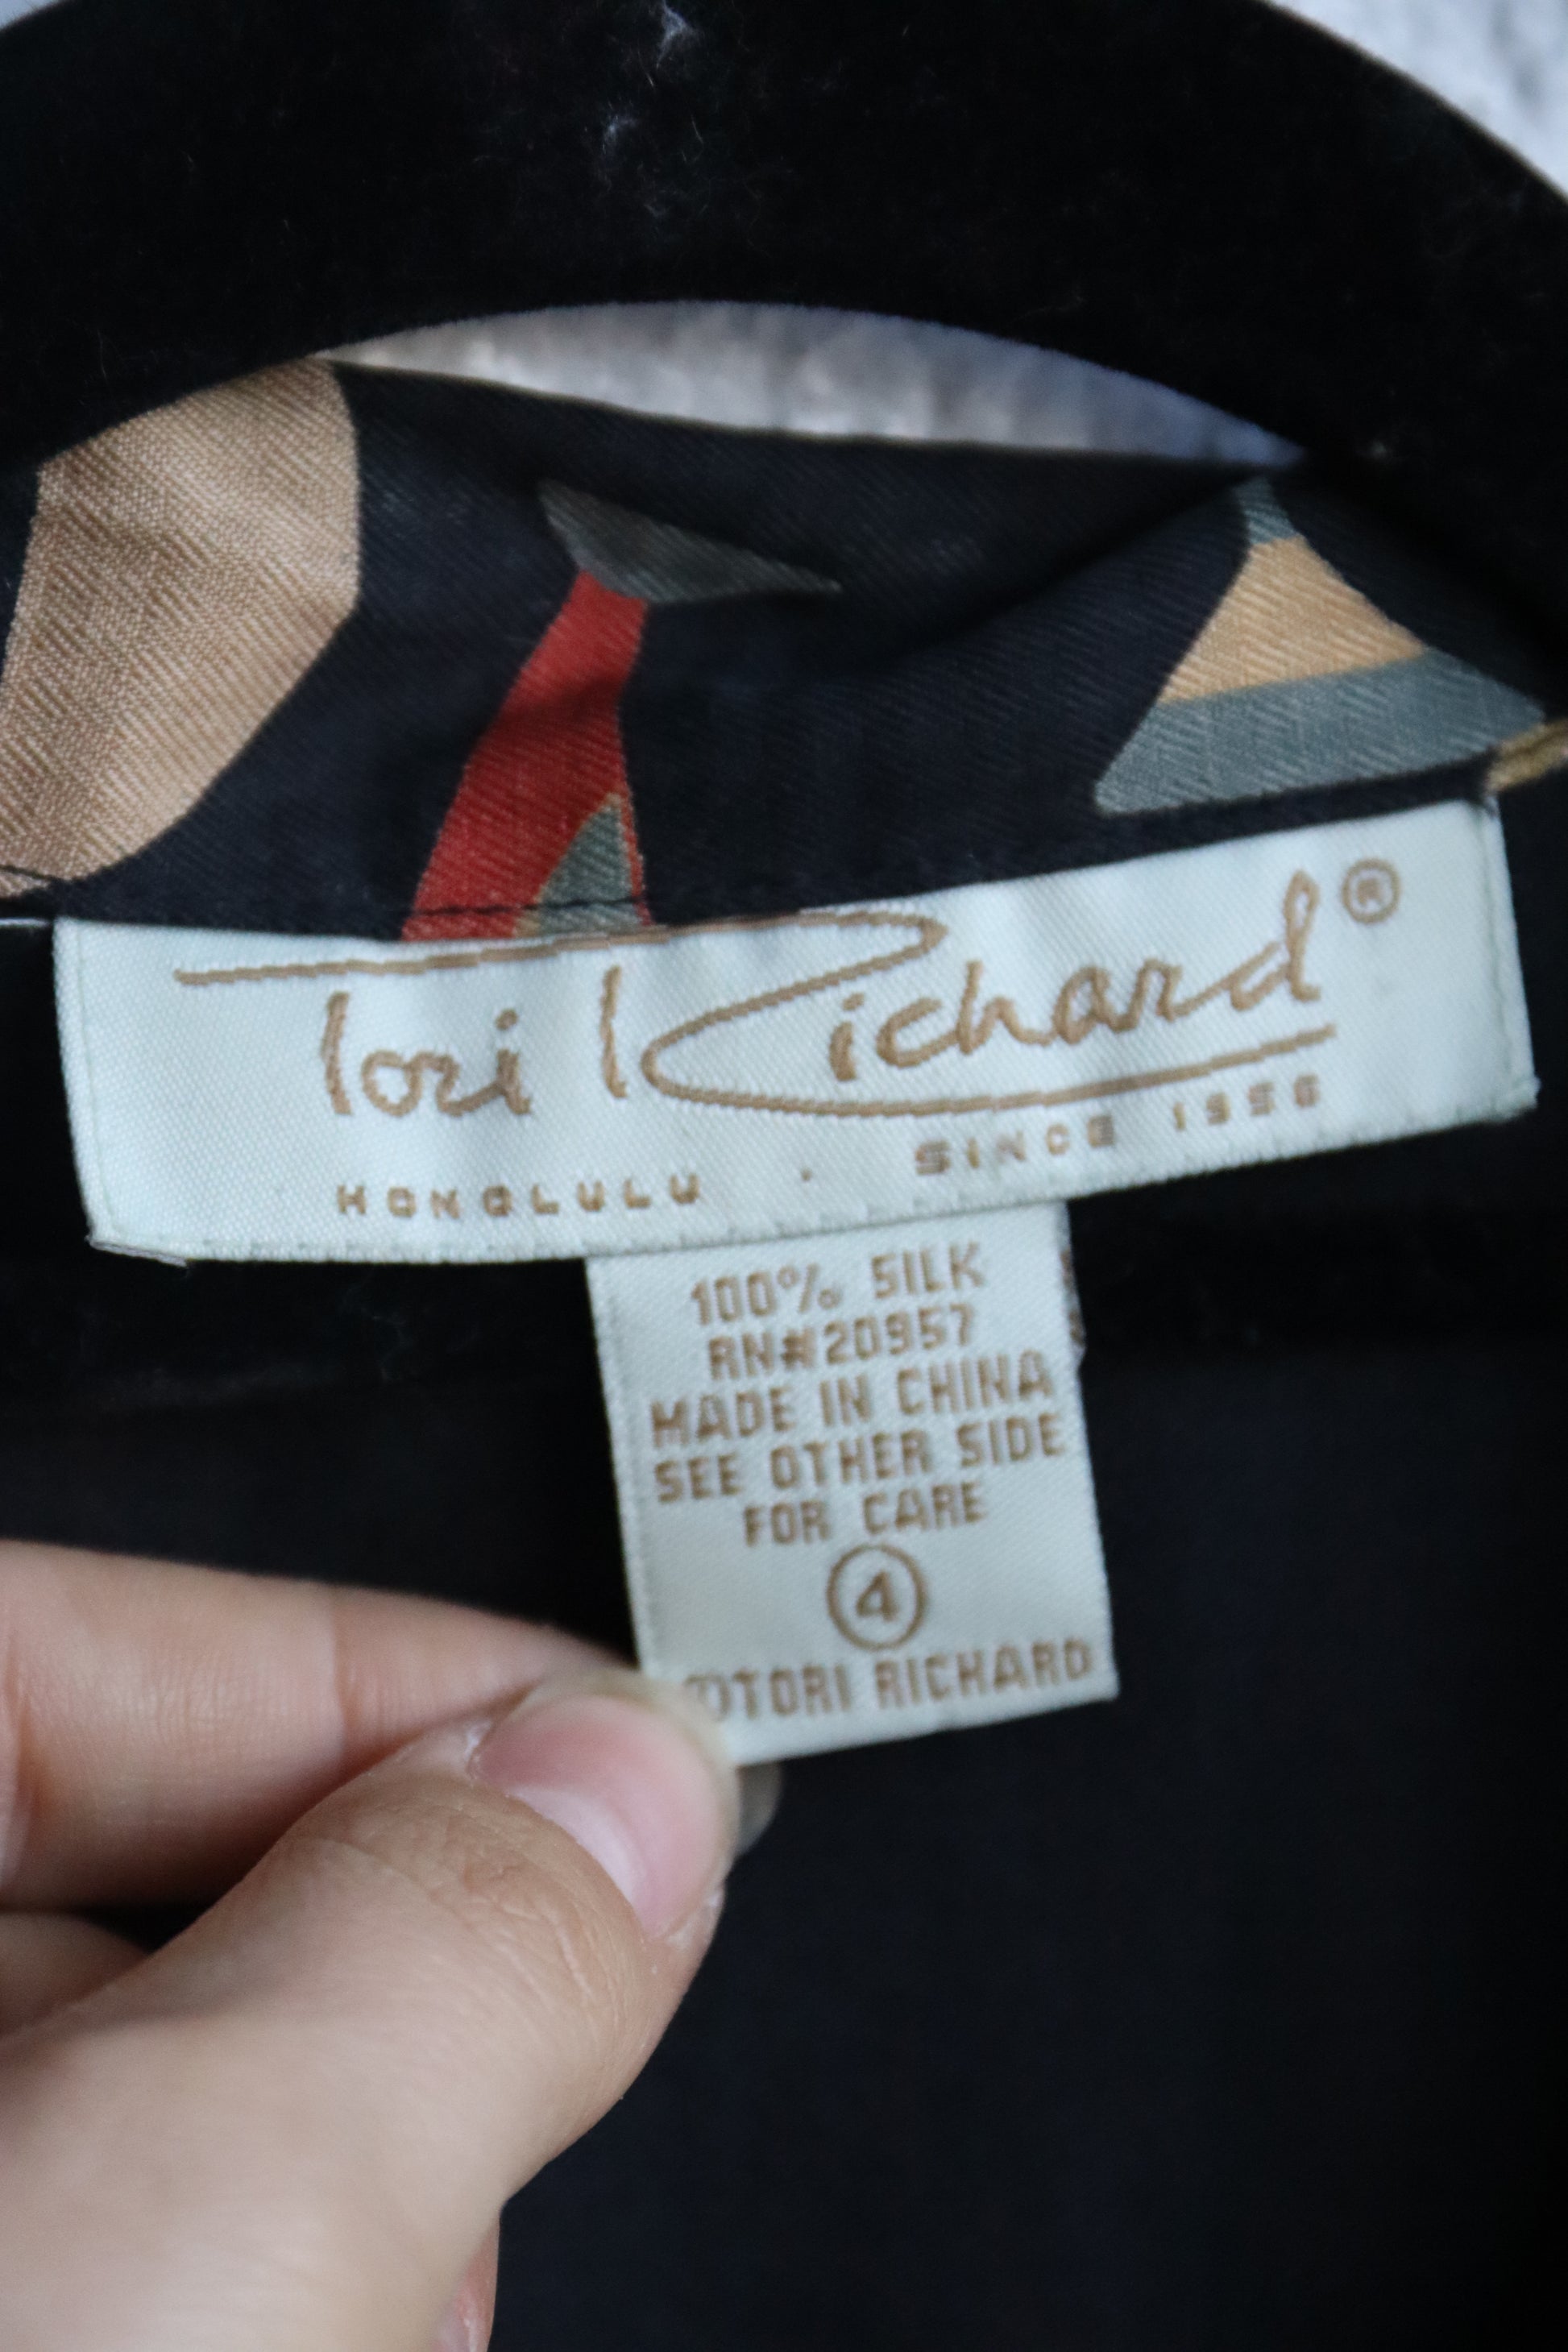 Tori Richard®
HONOLULU · SINCE 1956
100% SILK
RN#20957
MADE IN CHINA
SEE OTHER SIDE
FOR CARE
4
©TORI RICHARD